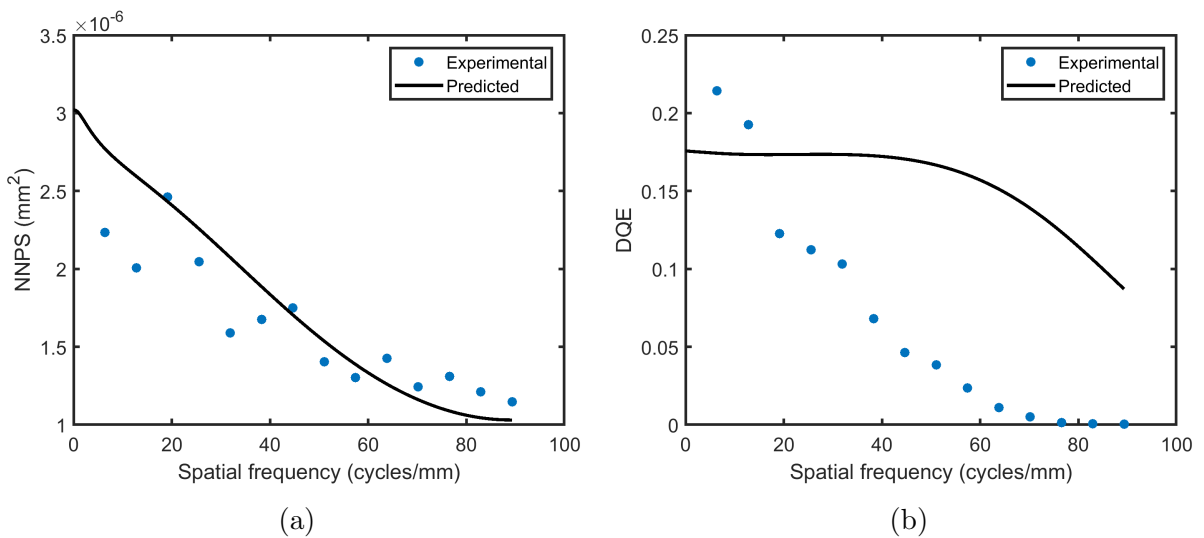 ×10⁻⁶
3.5
3
2.5
2
1.5
1
0 20 40 60 80 100
NNPS (mm²)
Spatial frequency (cycles/mm)
Experimental
Predicted
(a)
0.25
0.2
0.15
0.1
0.05
0
0 20 40 60 80 100
DQE
Spatial frequency (cycles/mm)
Experimental
Predicted
(b)